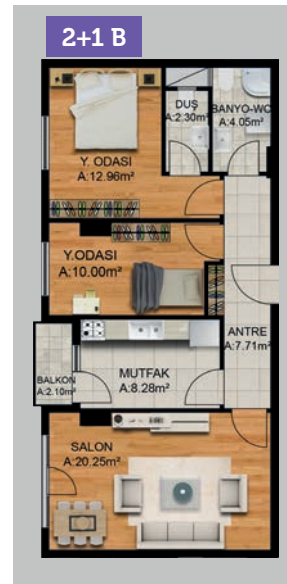 2+1 B
DUŞ
A:2.30m²
BANYO-WC
A:4.05m²
Y. ODASI
A:12.96m²
Y.ODASI
A:10.00m²
ANTRE
A:7.71m²
MUTFAK
A:8.28m²
BALKON
A:2.10m²
SALON
A:20.25m²